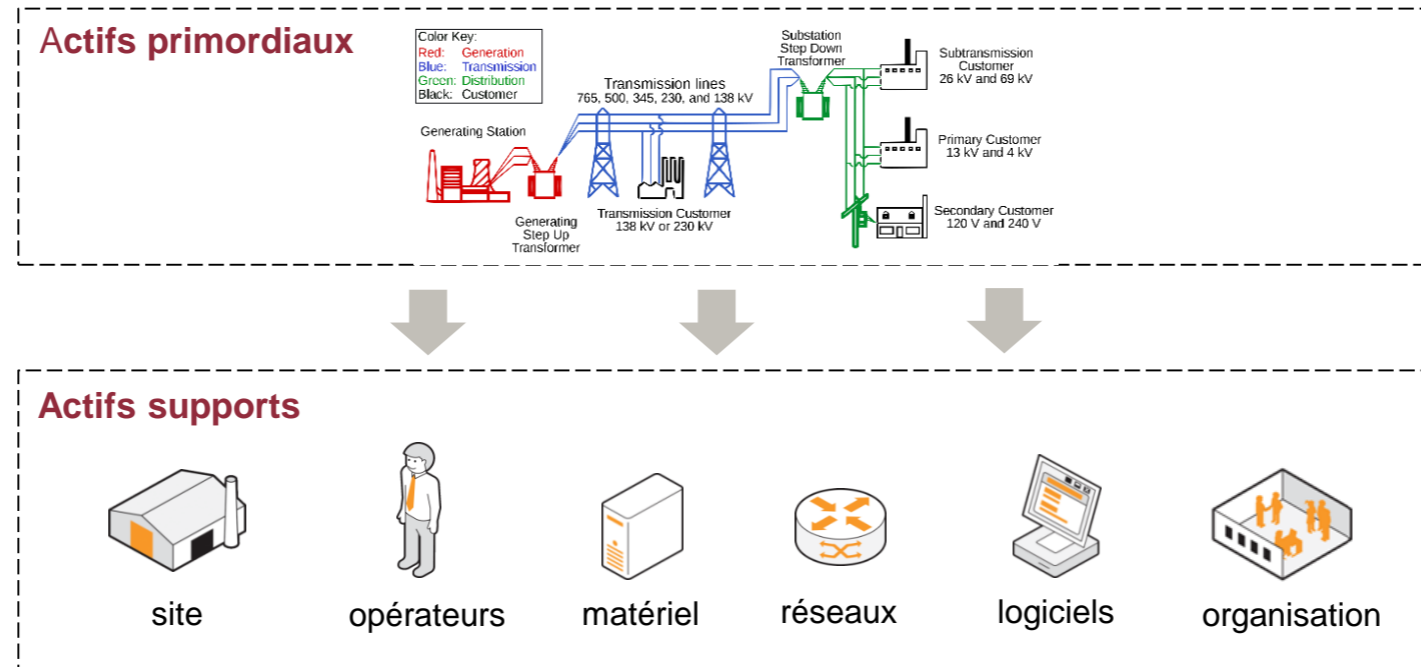 Actifs primordiaux
Color Key:
Red: Generation
Blue: Transmission
Green: Distribution
Black: Customer
Generating Station
Generating
Step Up
Transformer
Transmission lines
765, 500, 345, 230, and 138 kV
Transmission Customer
138 kV or 230 kV
Substation
Step Down
Transformer
Subtransmission
Customer
26 kV and 69 kV
Primary Customer
13 kV and 4 kV
Secondary Customer
120 V and 240 V
Actifs supports
site
opérateurs
matériel
réseaux
logiciels
organisation